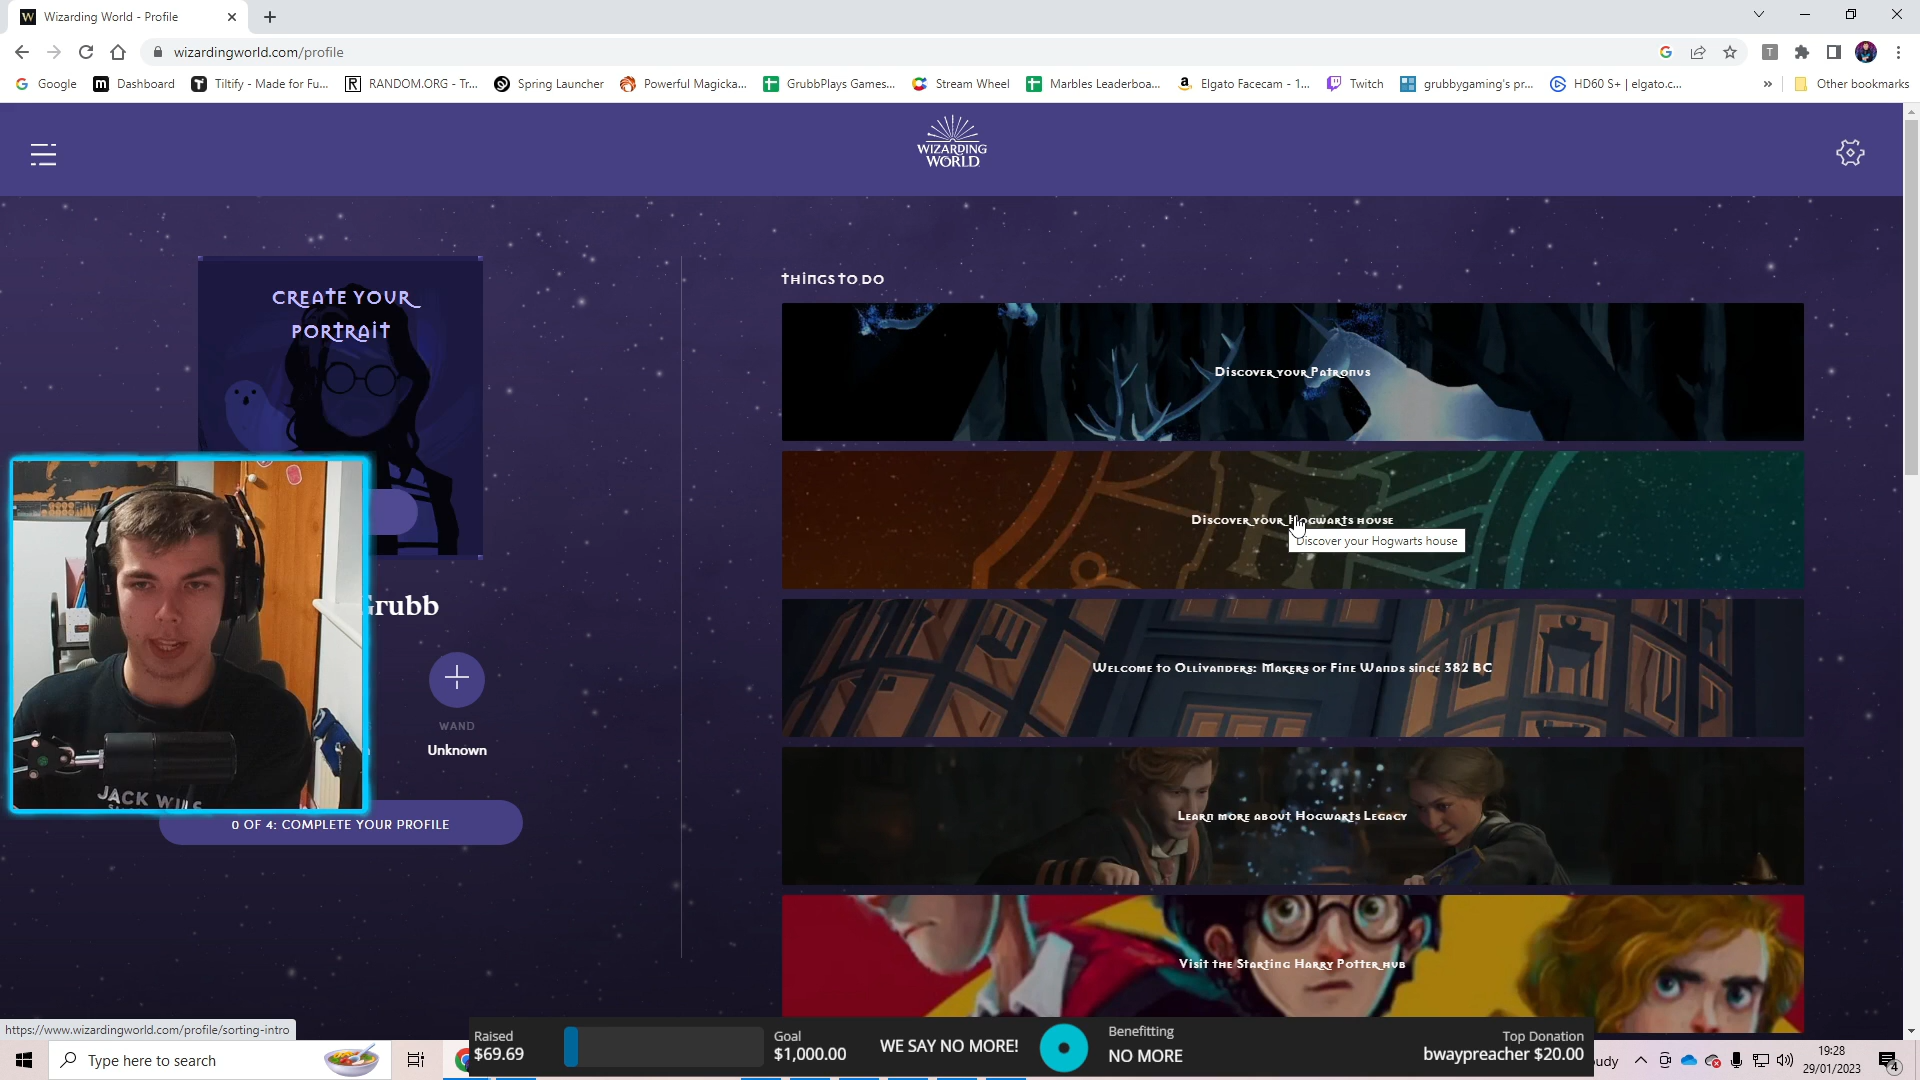 W Wizarding World - Profile
wizardingworld.com/profile
G T
Google
m Dashboard
Tiltify - Made for Fu...
R RANDOM.ORG - Tr...
Spring Launcher
Powerful Magicka...
GrubbPlays Games...
Stream Wheel
Marbles Leaderboa...
Elgato Facecam - 1...
Twitch
grubbygaming's pr...
HD60 S+ | elgato.c...
»
Other bookmarks
WIZARDING
WORLD
CREATE YOUR
PORTRAIT
THINGS TO DO
Discover your Patronus
Discover your Hogwarts house
Discover your Hogwarts house
Welcome to Ollivanders: Makers of Fine Wands since 382 BC
Learn more about Hogwarts Legacy
Visit the Starting Harry Potter hub
Grubb
WAND
Unknown
JACK WILLS
0 OF 4: COMPLETE YOUR PROFILE
https://www.wizardingworld.com/profile/sorting-intro
Type here to search
Raised
$69.69
Goal
$1,000.00
WE SAY NO MORE!
Benefitting
NO MORE
Top Donation
bwaypreacher $20.00
oudy
19:28
29/01/2023
4